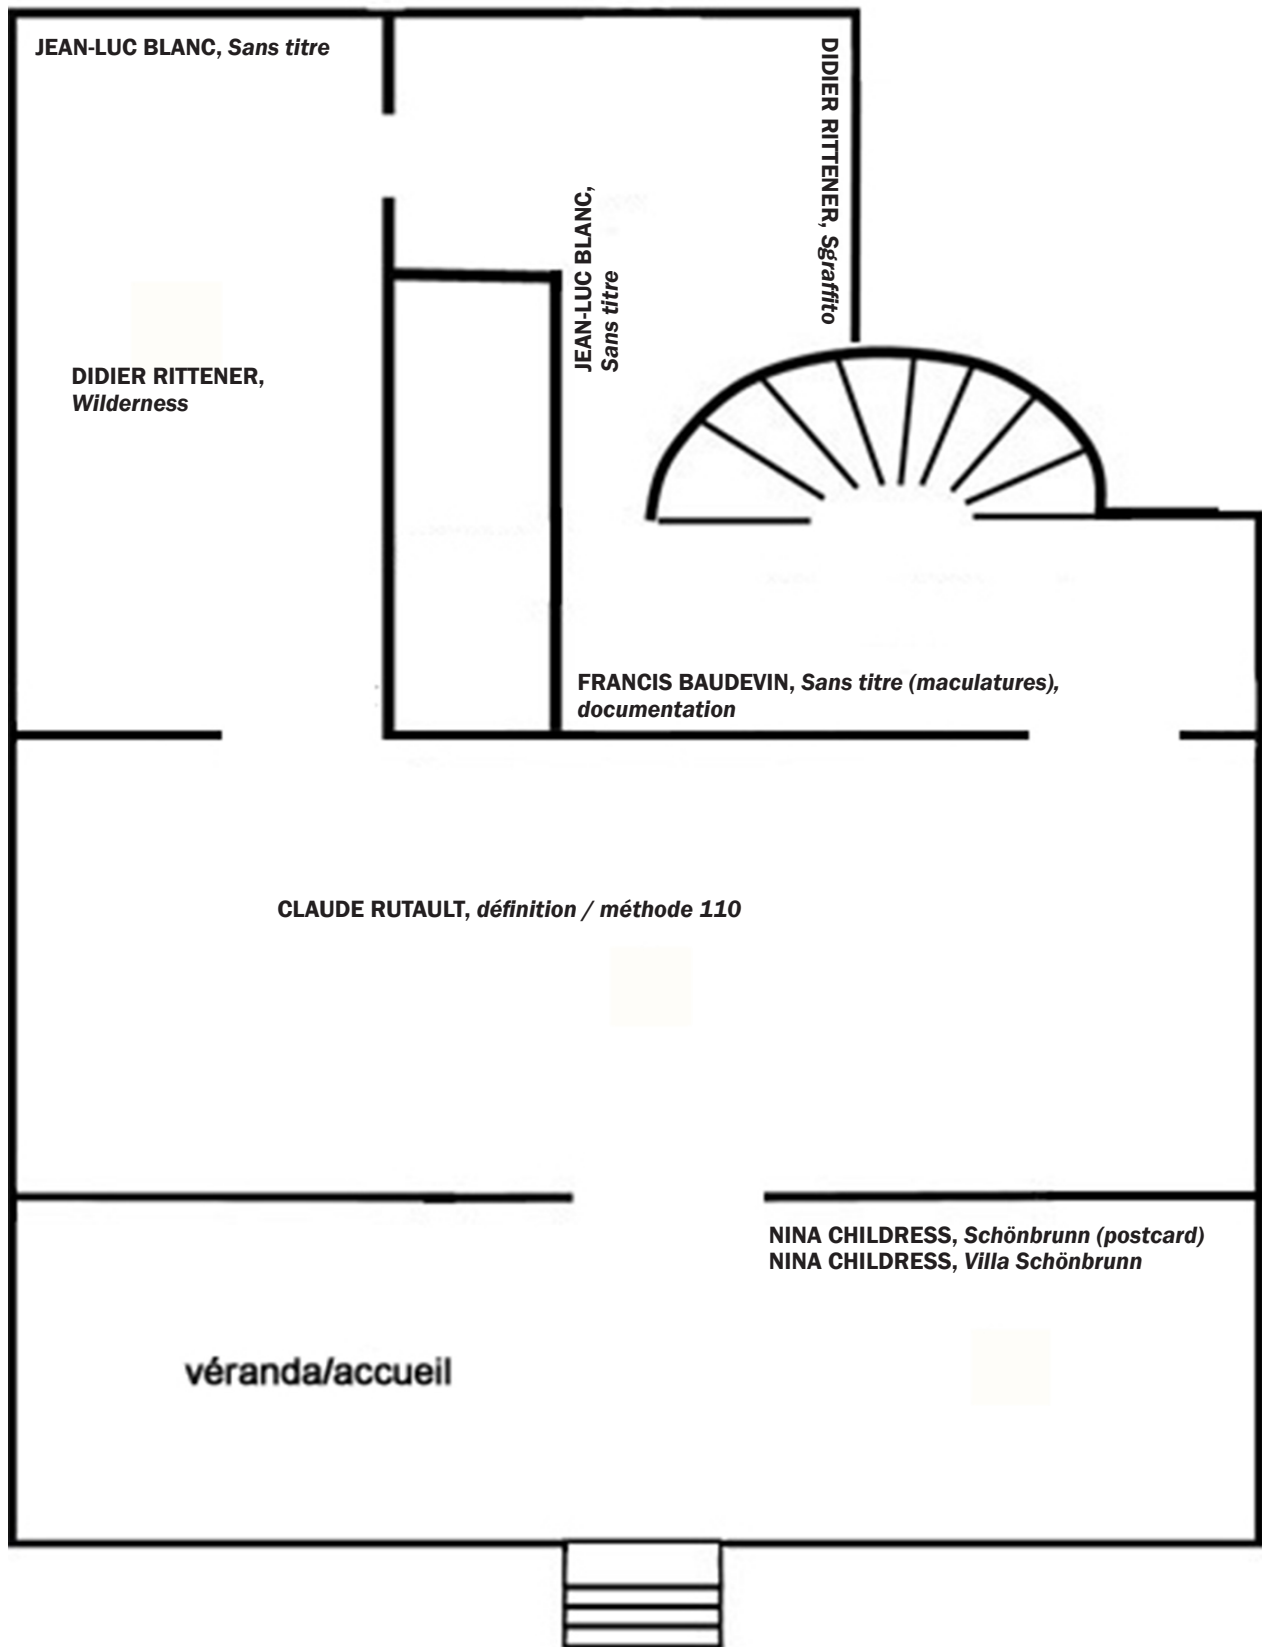 JEAN-LUC BLANC, Sans titre
DIDIER RITTENER, Sgraffito
JEAN-LUC BLANC,
Sans titre
DIDIER RITTENER,
Wilderness
FRANCIS BAUDEVIN, Sans titre (maculatures),
documentation
CLAUDE RUTAULT, définition / méthode 110
NINA CHILDRESS, Schönbrunn (postcard)
NINA CHILDRESS, Villa Schönbrunn
véranda/accueil